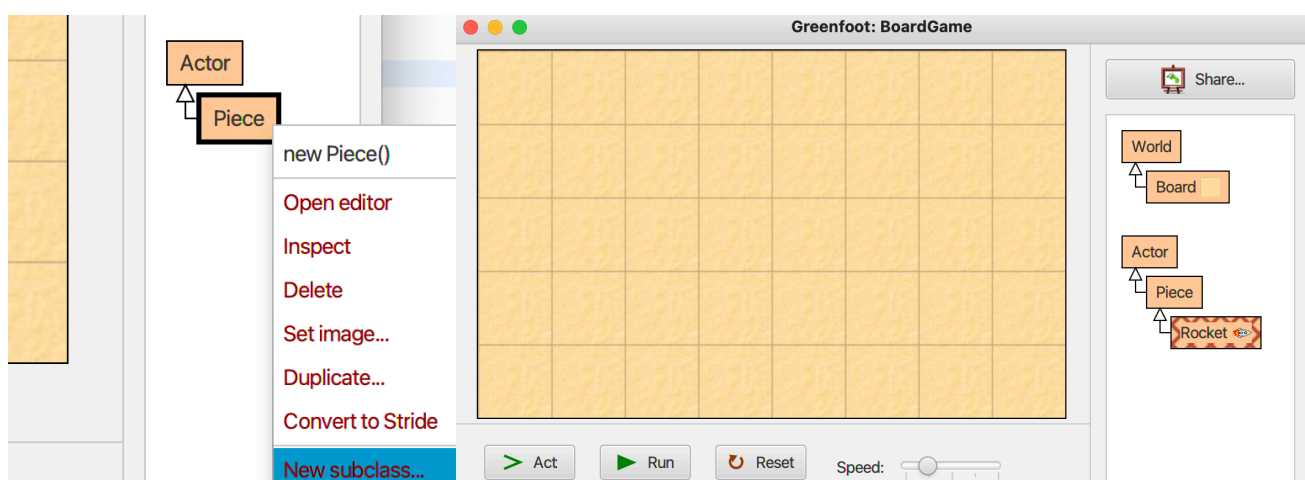 Actor
Piece
new Piece()
Open editor
Inspect
Delete
Set image...
Duplicate...
Convert to Stride
New subclass...
Greenfoot: BoardGame
Share...
World
Board
Actor
Piece
Rocket
Act
Run
Reset
Speed: